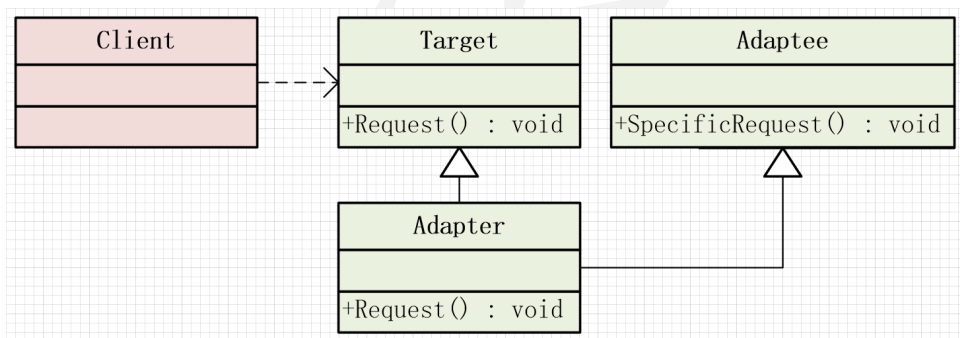 Client
Target
Adaptee
+Request() : void
+SpecificRequest() : void
Adapter
+Request() : void